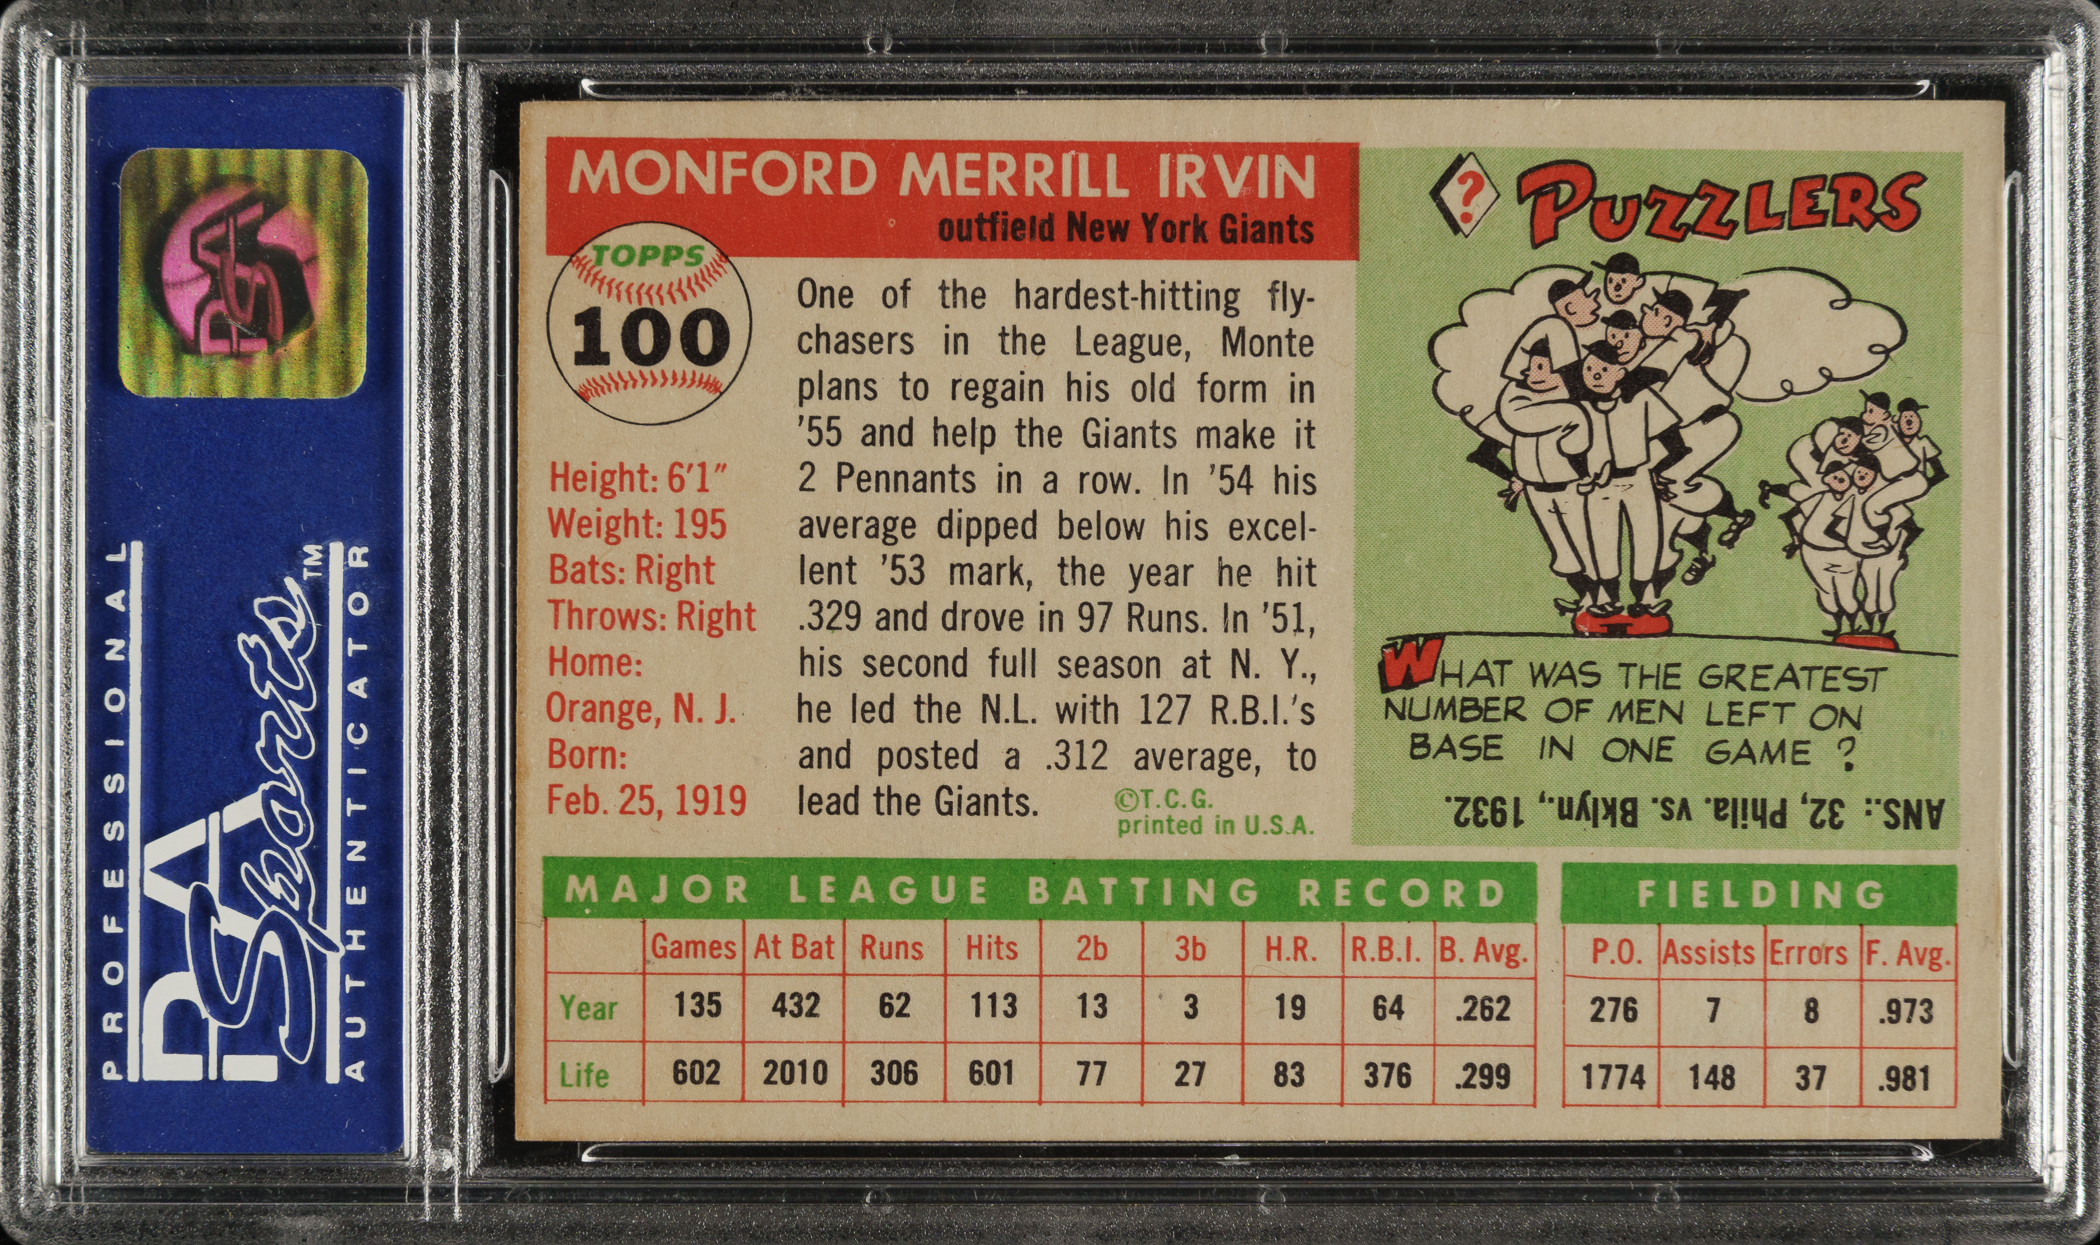 PROFESSIONAL
PSA
Sports™
AUTHENTICATOR
PSA
MONFORD MERRILL IRVIN
outfield New York Giants
TOPPS
100
Height: 6'1"
Weight: 195
Bats: Right
Throws: Right
Home:
Orange, N. J.
Born:
Feb. 25, 1919
One of the hardest-hitting fly-
chasers in the League, Monte
plans to regain his old form in
'55 and help the Giants make it
2 Pennants in a row. In '54 his
average dipped below his excel-
lent '53 mark, the year he hit
.329 and drove in 97 Runs. In '51,
his second full season at N. Y.,
he led the N.L. with 127 R.B.I.'s
and posted a .312 average, to
lead the Giants.
©T.C.G.
printed in U.S.A.
? PUZZLERS
WHAT WAS THE GREATEST
NUMBER OF MEN LEFT ON
BASE IN ONE GAME ?
ANS.: 32, Phila. vs. Bklyn., 1932.
MAJOR LEAGUE BATTING RECORD
Games At Bat Runs Hits 2b 3b H.R. R.B.I. B. Avg.
Year 135 432 62 113 13 3 19 64 .262
Life 602 2010 306 601 77 27 83 376 .299
FIELDING
P.O. Assists Errors F. Avg.
276 7 8 .973
1774 148 37 .981